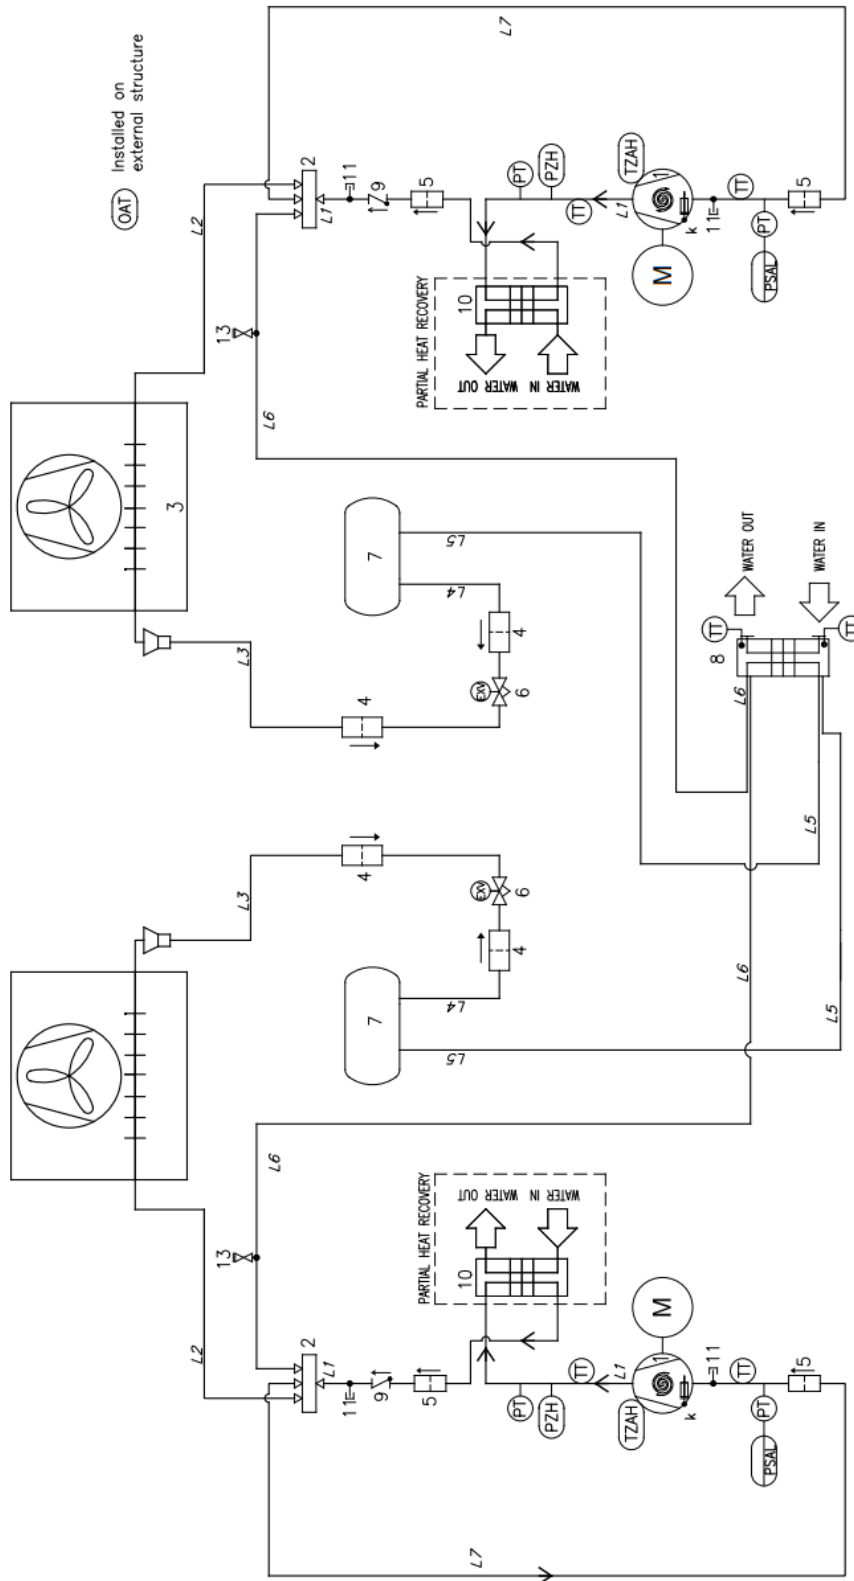 OAT
Installed on
external structure
L7
L2
2
L1
11
9
5
13
L6
PT
PZH
TT
L1
TZAH
1
M
k
11
TT
PT
PSAL
5
PARTIAL HEAT RECOVERY
10
WATER OUT
WATER IN
3
L3
4
7
L5
L4
4
EXV
6
8
TT
WATER OUT
WATER IN
TT
L6
L5
L3
4
EXV
6
4
7
L4
L5
L6
L5
L6
13
L2
2
L1
11
9
5
PARTIAL HEAT RECOVERY
10
WATER OUT
WATER IN
PT
PZH
TT
L1
TZAH
1
M
k
11
TT
PT
PSAL
5
L7